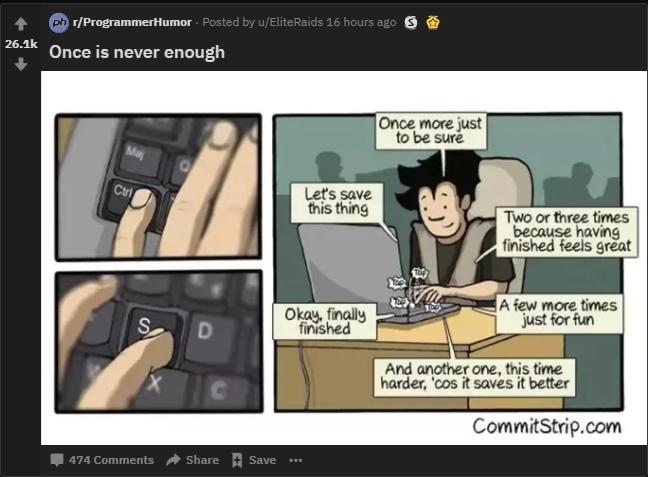 ph r/ProgrammerHumor · Posted by u/EliteRaids 16 hours ago S
26.1k
Once is never enough
Maj
Q
Ctrl
S
D
X
C
Once more just
to be sure
Let's save
this thing
Two or three times
because having
finished feels great
Tap
Tap
Tap
Tap
Okay, finally
finished
A few more times
just for fun
And another one, this time
harder, 'cos it saves it better
CommitStrip.com
474 Comments Share Save ···